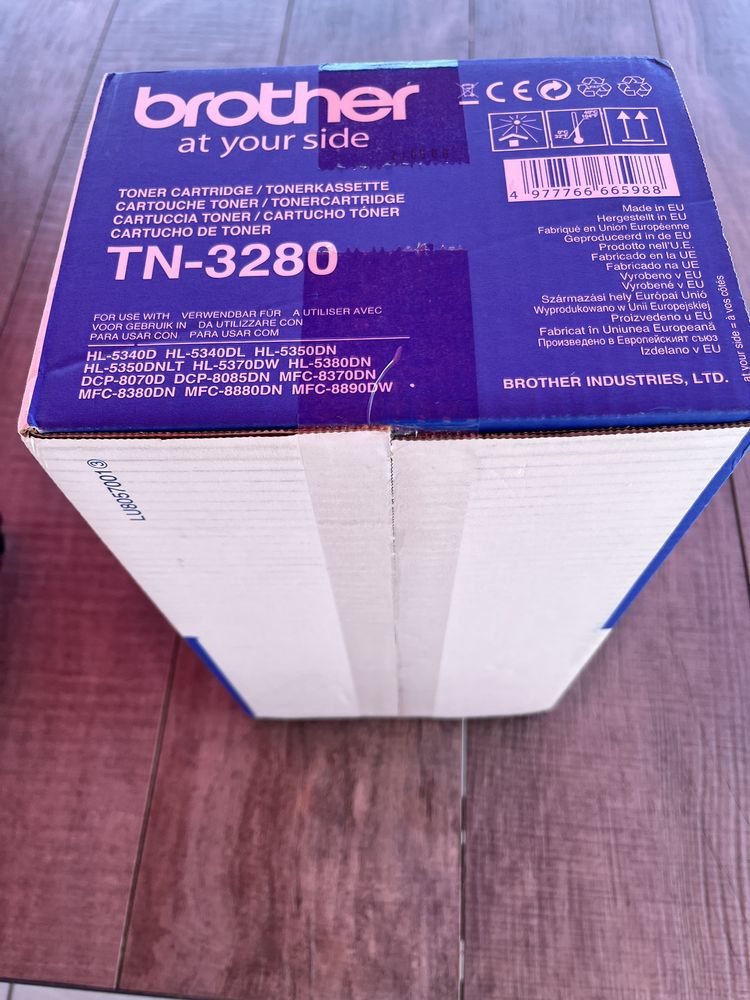 brother
at your side
4 977766 665988
TONER CARTRIDGE / TONERKASSETTE
CARTOUCHE TONER / TONERCARTRIDGE
CARTUCCIA TONER / CARTUCHO TÓNER
CARTUCHO DE TONER
TN-3280
FOR USE WITH VERWENDBAR FÜR A UTILISER AVEC
VOOR GEBRUIK IN DA UTILIZZARE CON
PARA USAR CON PARA USAR COM
HL-5340D HL-5340DL HL-5350DN
HL-5350DNLT HL-5370DW HL-5380DN
DCP-8070D DCP-8085DN MFC-8370DN
MFC-8380DN MFC-8880DN MFC-8890DW
Made in EU
Hergestellt in EU
Fabriqué en Union Européenne
Geproduceerd in de EU
Prodotto nell'U.E.
Fabricado en la UE
Fabricado na UE
Vyrobeno v EU
Vyrobené v EU
Származási hely Európai Unió
Wyprodukowano w Unii Europejskiej
Proizvedeno u EU
Fabricat în Uniunea Europeană
Произведено в Европейският съюз
Izdelano v EU
BROTHER INDUSTRIES, LTD.
at your side = à vos côtés
LU8057001③